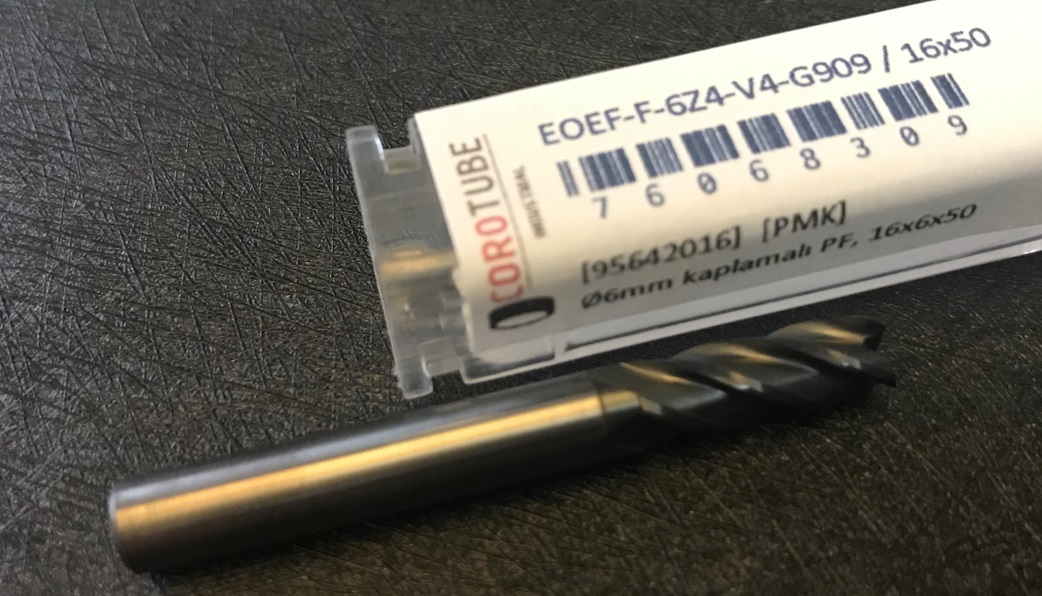 COROTUBE
INDUSTRIAL
EOEF-F-6Z4-V4-G909 / 16x50
7 6 0 6 8 3 0 9
[95642016] [PMK]
Ø6mm kaplamalı PF, 16x6x50